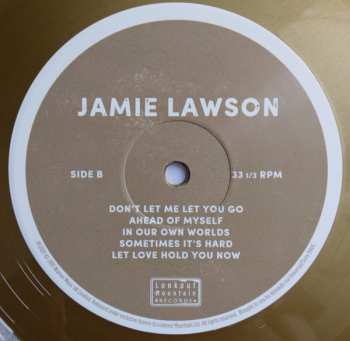 JAMIE LAWSON
SIDE B
33 1/3 RPM
DON'T LET ME LET YOU GO
AHEAD OF MYSELF
IN OUR OWN WORLDS
SOMETIMES IT'S HARD
LET LOVE HOLD YOU NOW
Lookout
Mountain
RECORDS